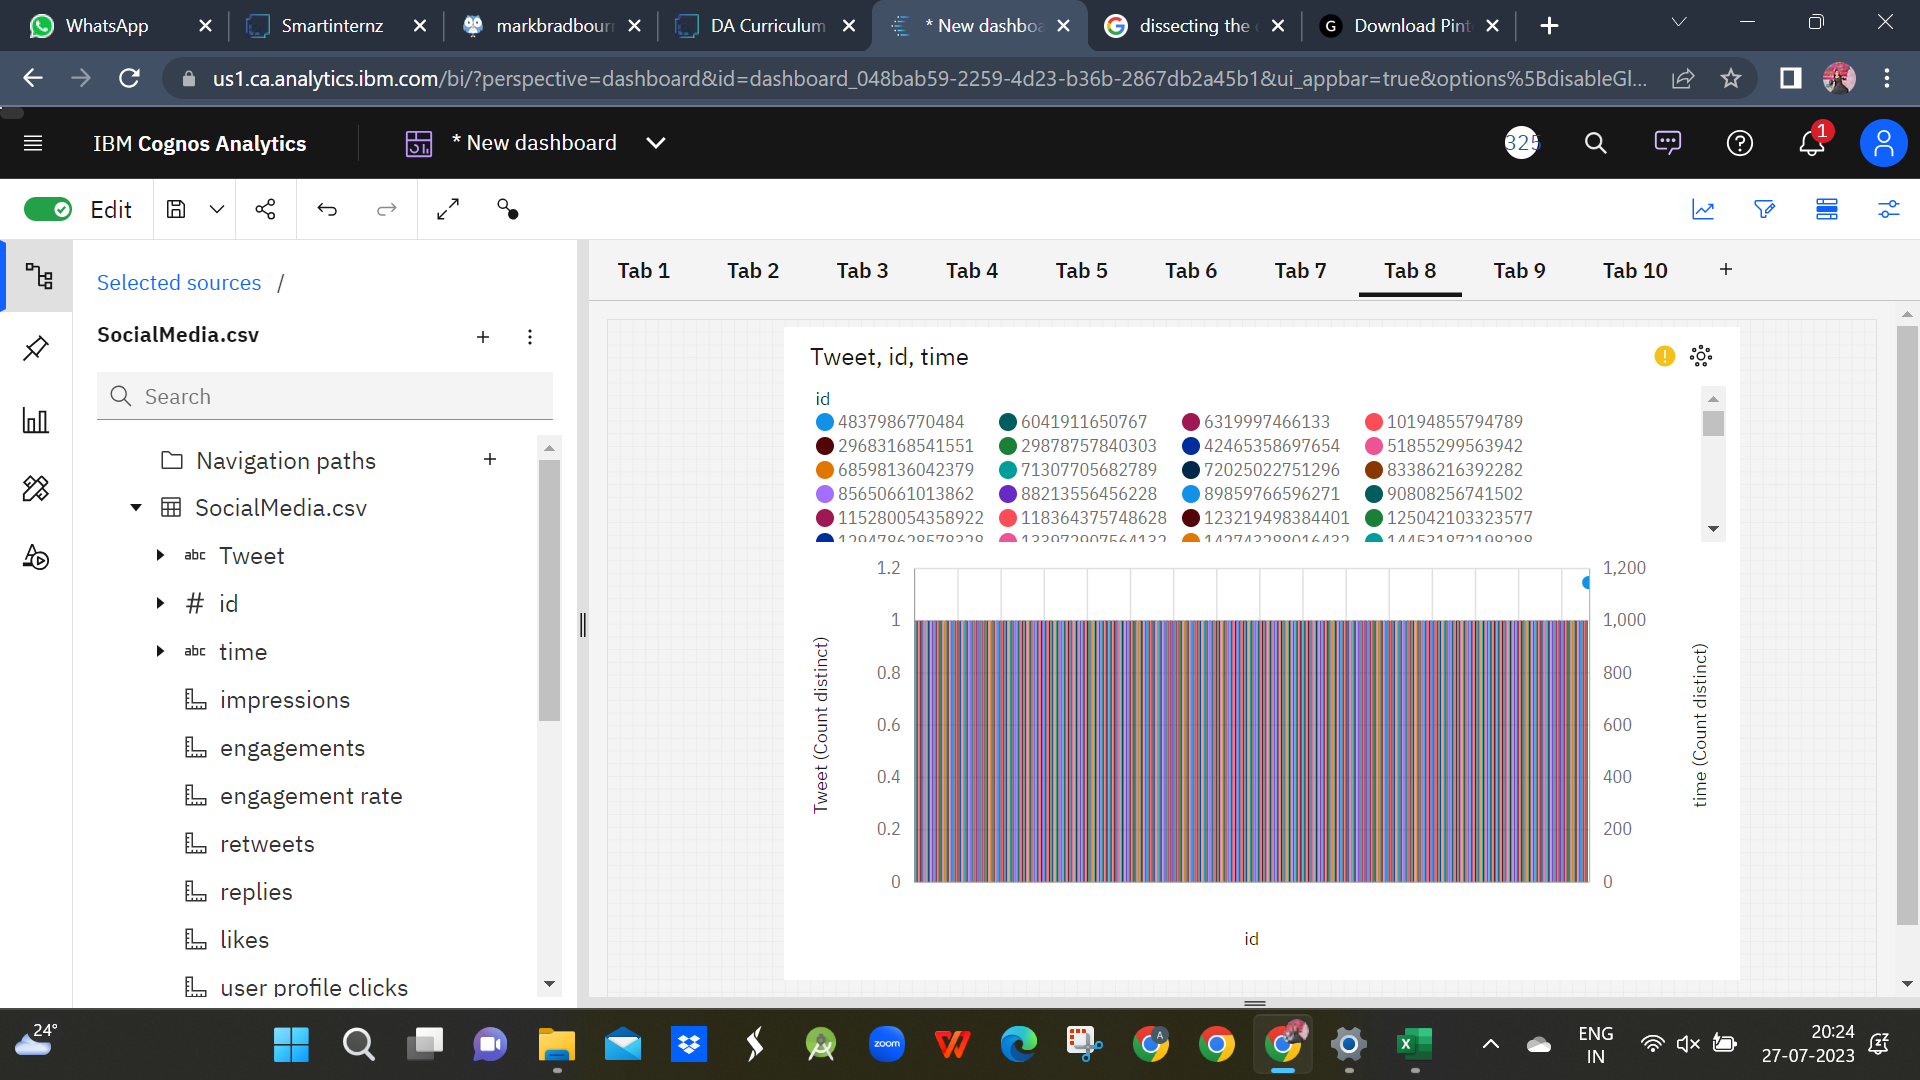 WhatsApp
Smartinternz
markbradbour
DA Curriculum
* New dashboa
dissecting the
Download Pint
us1.ca.analytics.ibm.com/bi/?perspective=dashboard&id=dashboard_048bab59-2259-4d23-b36b-2867db2a45b1&ui_appbar=true&options%5BdisableGl...
IBM Cognos Analytics
* New dashboard
325
1
Edit
Selected sources /
SocialMedia.csv
Search
Navigation paths
SocialMedia.csv
abc Tweet
# id
abc time
impressions
engagements
engagement rate
retweets
replies
likes
user profile clicks
Tab 1 Tab 2 Tab 3 Tab 4 Tab 5 Tab 6 Tab 7 Tab 8 Tab 9 Tab 10 +
Tweet, id, time
id
4837986770484 6041911650767 6319997466133 10194855794789
29683168541551 29878757840303 42465358697654 51855299563942
68598136042379 71307705682789 72025022751296 83386216392282
85650661013862 88213556456228 89859766596271 90808256741502
115280054358922 118364375748628 123219498384401 125042103323577
129478628578328 133972907564132 142743288016432 144531872198288
1.2
1
0.8
0.6
0.4
0.2
0
Tweet (Count distinct)
1,200
1,000
800
600
400
200
0
time (Count distinct)
id
24°
zoom
A
ENG
IN
20:24
27-07-2023